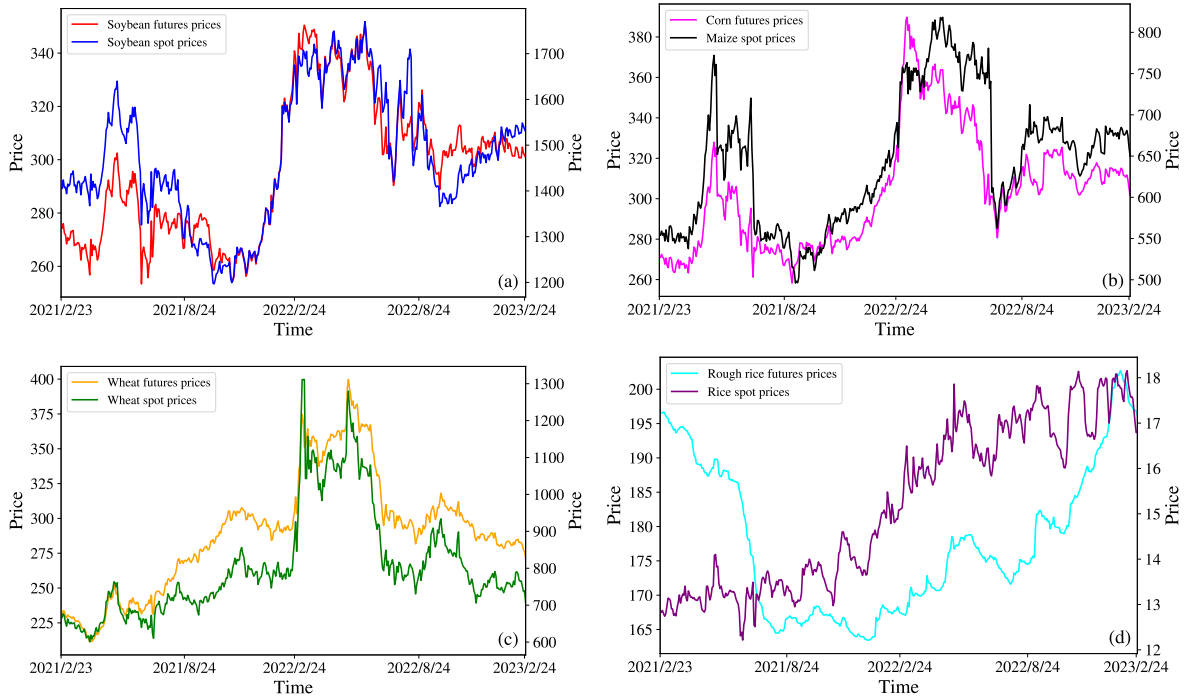 Soybean futures prices
Soybean spot prices
340
320
300
280
260
1700
1600
1500
1400
1300
1200
Price
Price
(a)
2021/2/23 2021/8/24 2022/2/24 2022/8/24 2023/2/24
Time
Corn futures prices
Maize spot prices
380
360
340
320
300
280
260
800
750
700
650
600
550
500
Price
Price
(b)
2021/2/23 2021/8/24 2022/2/24 2022/8/24 2023/2/24
Time
Wheat futures prices
Wheat spot prices
400
375
350
325
300
275
250
225
1300
1200
1100
1000
900
800
700
600
Price
Price
(c)
2021/2/23 2021/8/24 2022/2/24 2022/8/24 2023/2/24
Time
Rough rice futures prices
Rice spot prices
200
195
190
185
180
175
170
165
18
17
16
15
14
13
12
Price
Price
(d)
2021/2/23 2021/8/24 2022/2/24 2022/8/24 2023/2/24
Time